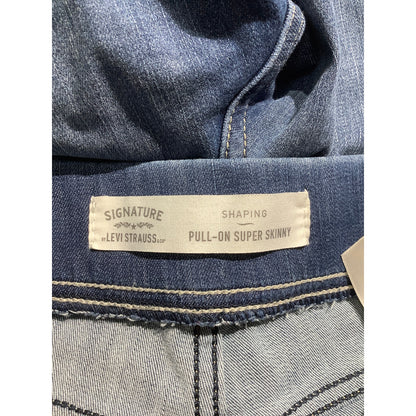 SIGNATURE
BY LEVI STRAUSS & CO.
SHAPING
PULL-ON SUPER SKINNY